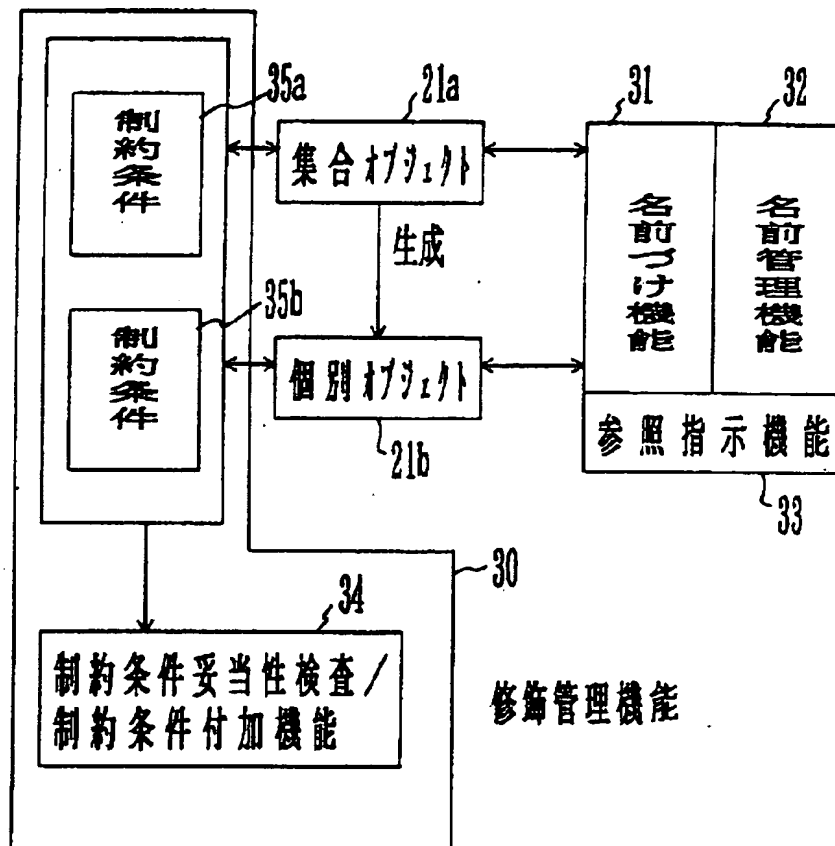 35a
制約条件
21a
集合オブジェクト
31
32
名前づけ機能
名前管理機能
生成
35b
制約条件
個別オブジェクト
21b
参照指示機能
33
30
34
制約条件妥当性検査/
制約条件付加機能
修飾管理機能